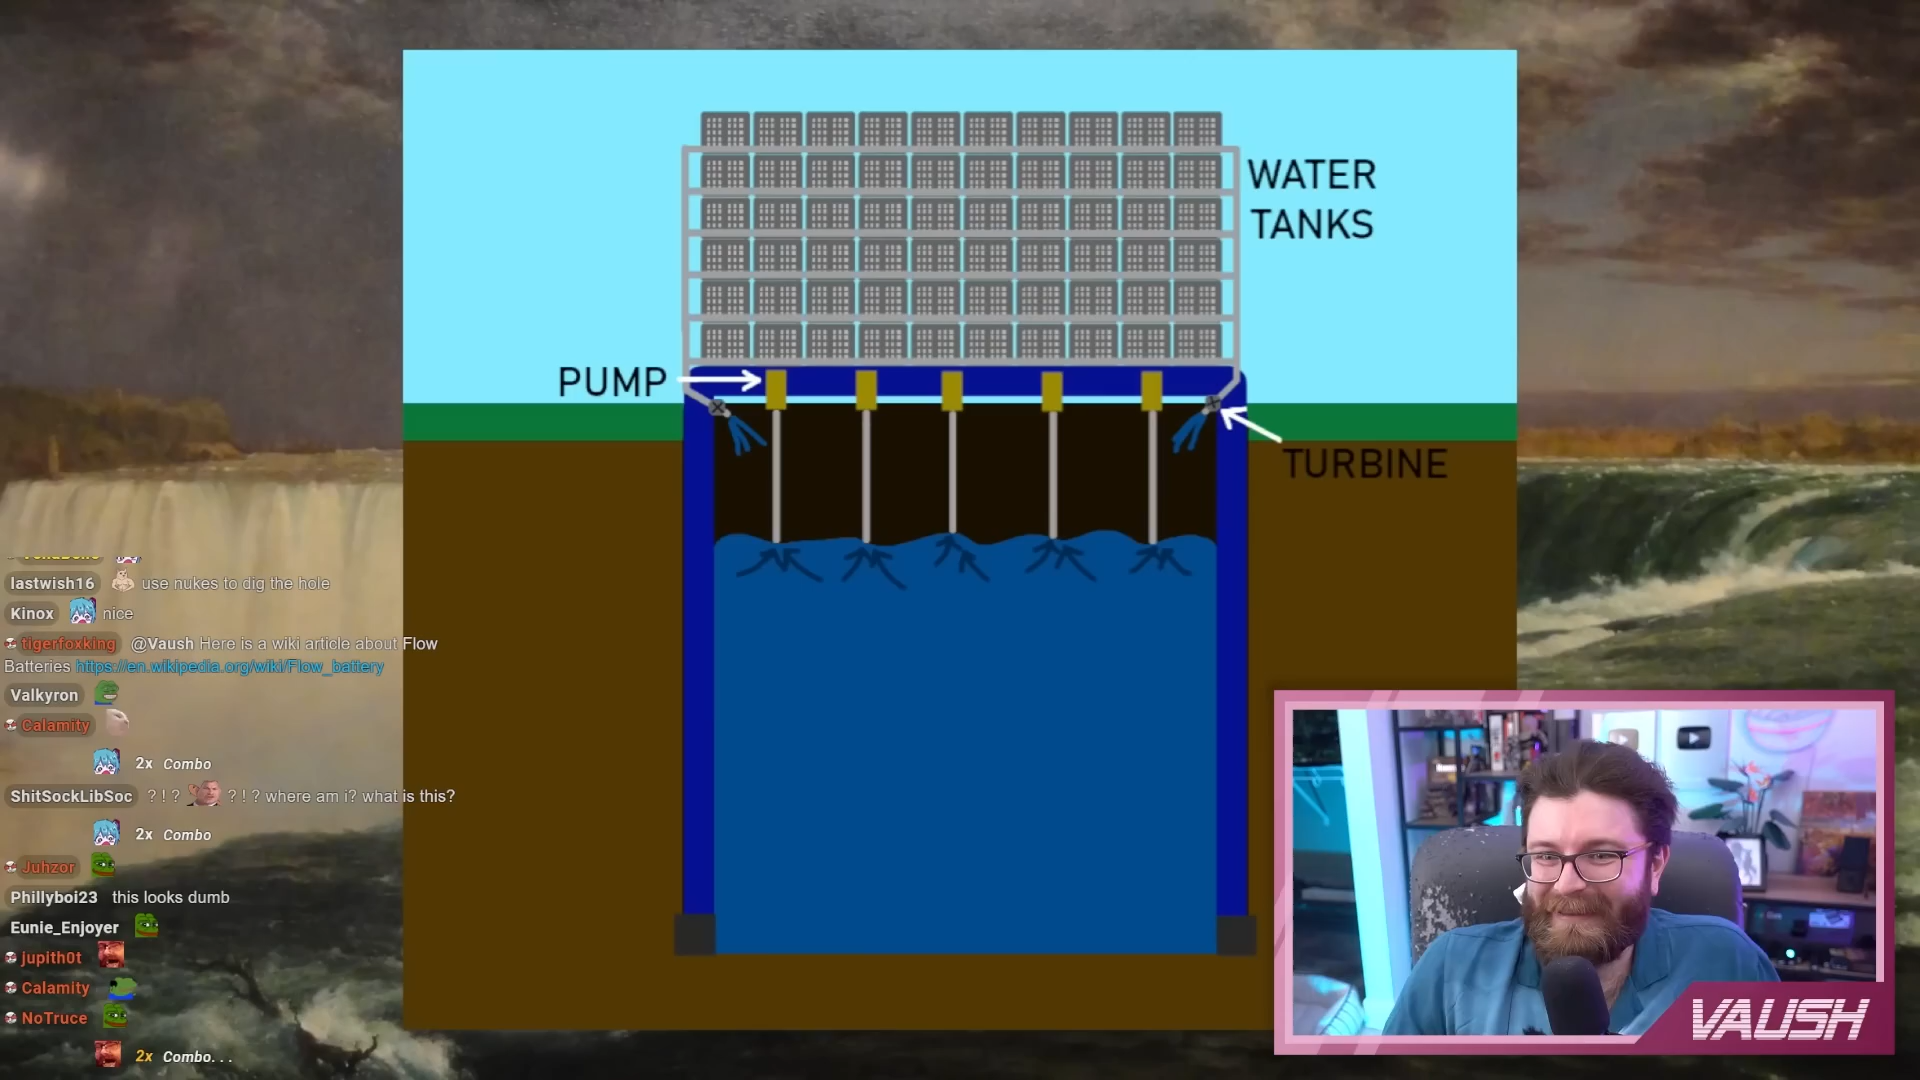 WATER
TANKS
PUMP
TURBINE
lastwish16 use nukes to dig the hole
Kinox nice
tigerfoxking @Vaush Here is a wiki article about Flow
Batteries https://en.wikipedia.org/wiki/Flow_battery
Valkyron
Calamity
2x Combo
ShitSockLibSoc ? ! ? ? ! ? where am i? what is this?
2x Combo
Juhzor
Phillyboi23 this looks dumb
Eunie_Enjoyer
jupith0t
Calamity
NoTruce
2x Combo. . .
VAUSH